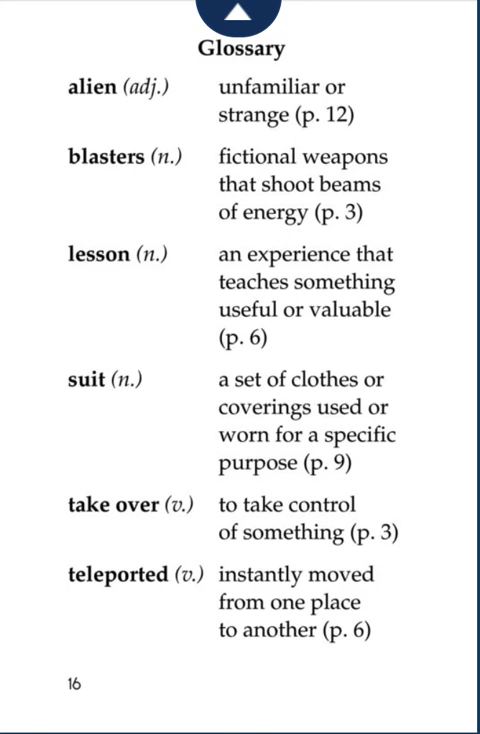 Glossary
alien (adj.) unfamiliar or
strange (p. 12)
blasters (n.) fictional weapons
that shoot beams
of energy (p. 3)
lesson (n.) an experience that
teaches something
useful or valuable
(p. 6)
suit (n.) a set of clothes or
coverings used or
worn for a specific
purpose (p. 9)
take over (v.) to take control
of something (p. 3)
teleported (v.) instantly moved
from one place
to another (p. 6)
16